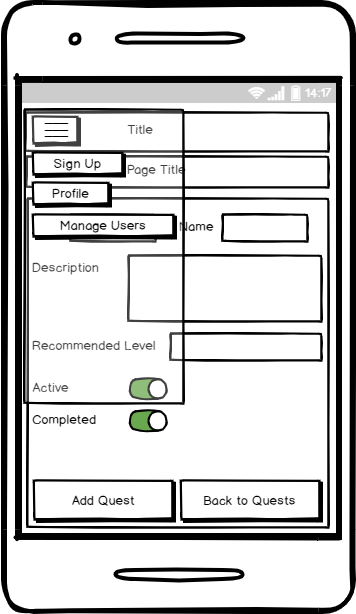 14:17
Title
Sign Up
Page Title
Profile
Manage Users
Name
Description
Recommended Level
Active
Completed
Add Quest
Back to Quests